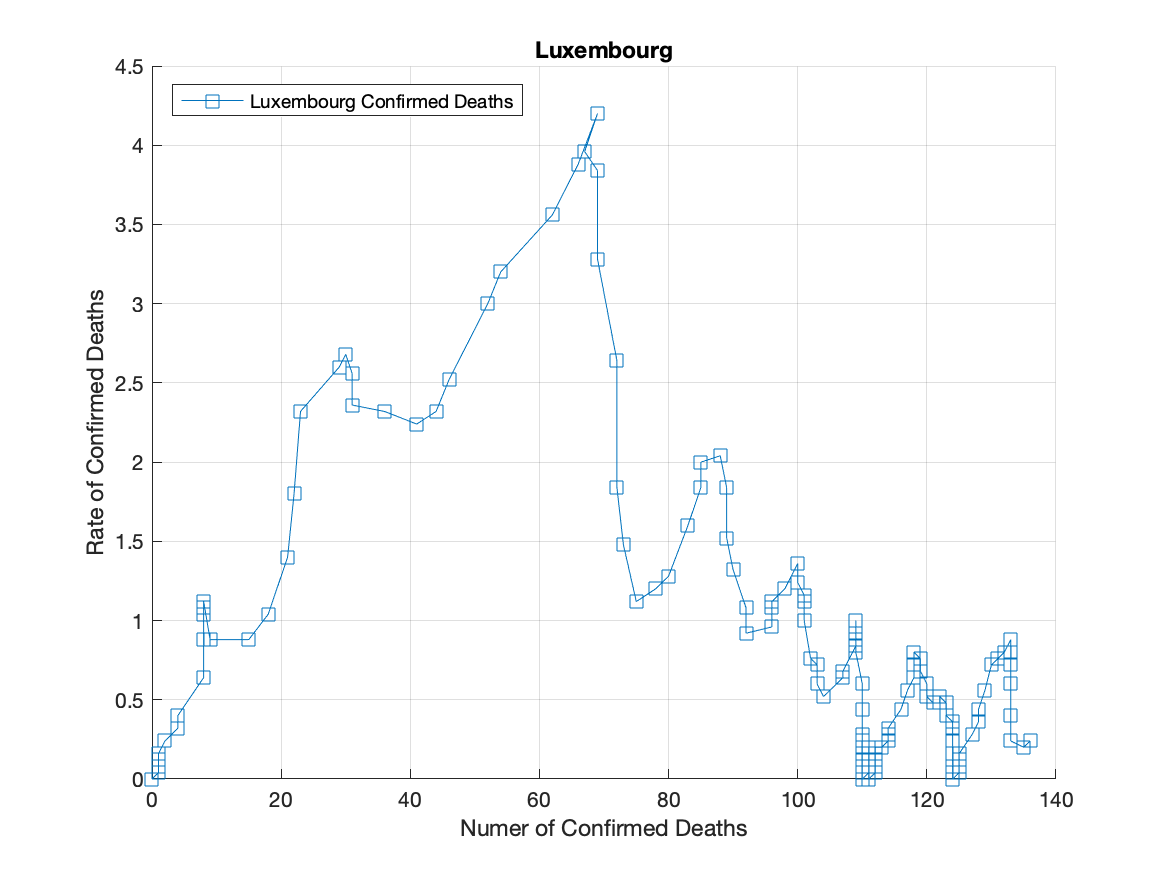 Luxembourg
Luxembourg Confirmed Deaths
4.5
4
3.5
3
2.5
2
1.5
1
0.5
0
Rate of Confirmed Deaths
0 20 40 60 80 100 120 140
Numer of Confirmed Deaths